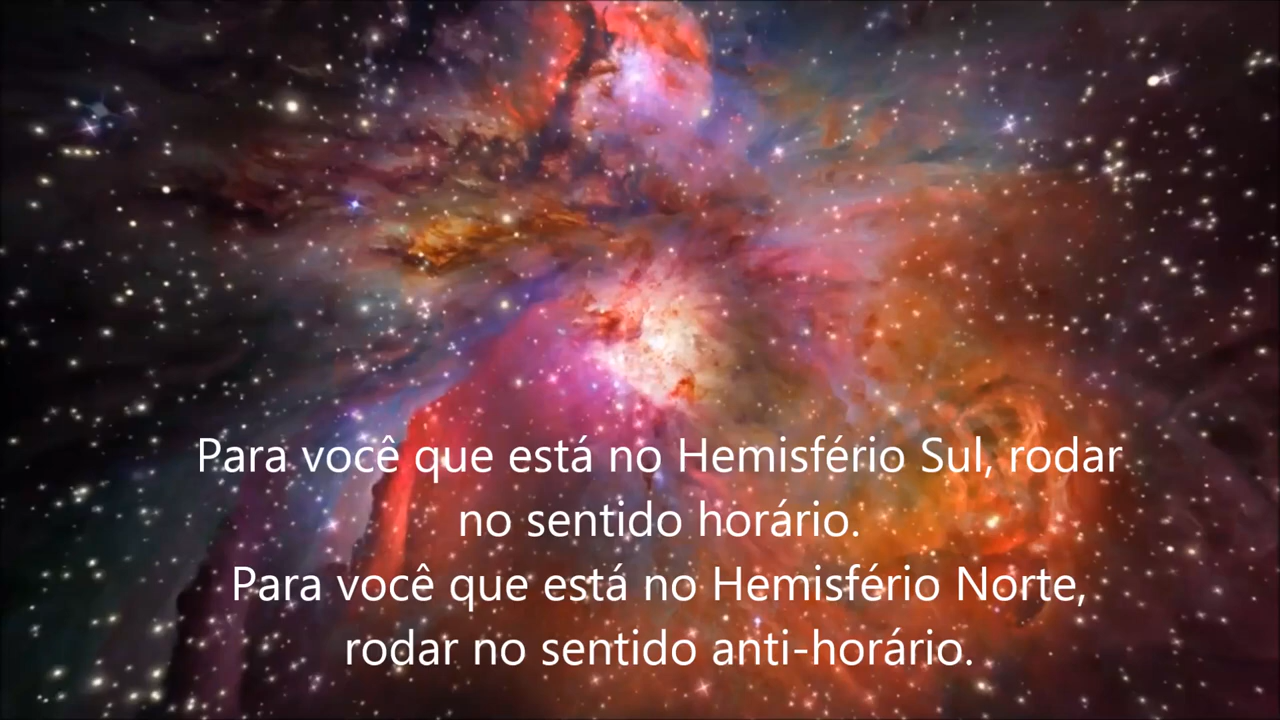 Para você que está no Hemisfério Sul, rodar
no sentido horário.
Para você que está no Hemisfério Norte,
rodar no sentido anti-horário.